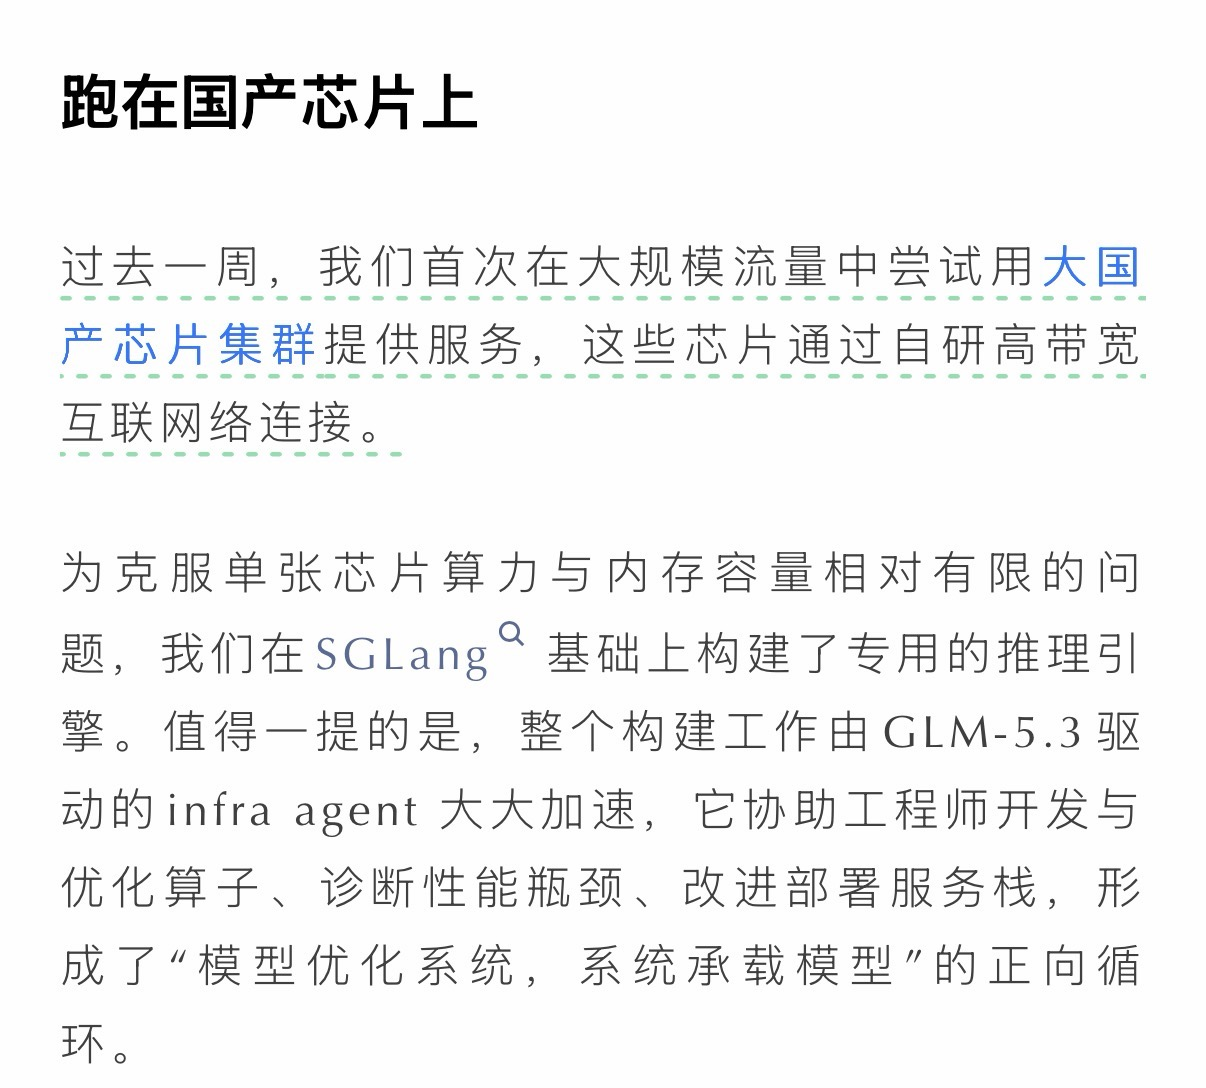 跑在国产芯片上
过去一周，我们首次在大规模流量中尝试用大国
产芯片集群提供服务，这些芯片通过自研高带宽
互联网络连接。
为克服单张芯片算力与内存容量相对有限的问
题，我们在SGLang 基础上构建了专用的推理引
擎。值得一提的是，整个构建工作由GLM-5.3驱
动的infra agent 大大加速，它协助工程师开发与
优化算子、诊断性能瓶颈、改进部署服务栈，形
成了“模型优化系统，系统承载模型”的正向循
环。